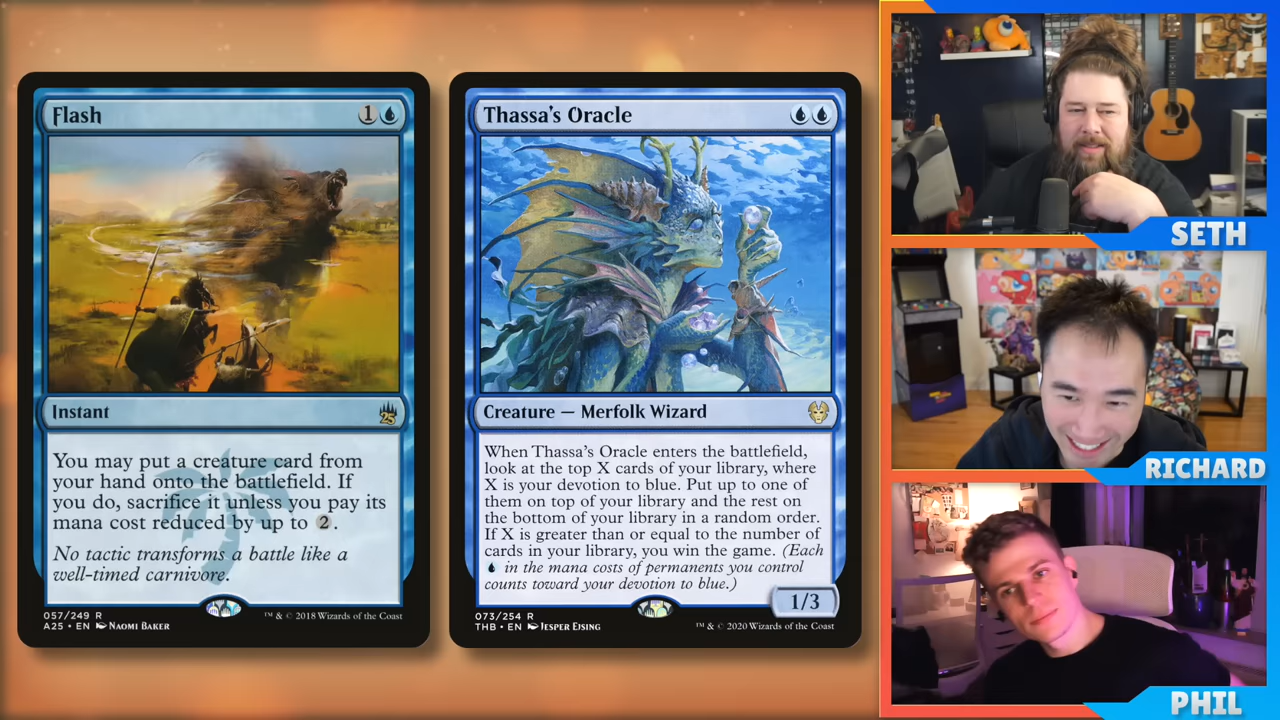 Flash 1
Instant
You may put a creature card from
your hand onto the battlefield. If
you do, sacrifice it unless you pay its
mana cost reduced by up to 2.
No tactic transforms a battle like a
well-timed carnivore.
057/249 R
A25 • EN NAOMI BAKER
™ & © 2018 Wizards of the Coast
Thassa's Oracle
Creature — Merfolk Wizard
When Thassa's Oracle enters the battlefield,
look at the top X cards of your library, where
X is your devotion to blue. Put up to one of
them on top of your library and the rest on
the bottom of your library in a random order.
If X is greater than or equal to the number of
cards in your library, you win the game. (Each
in the mana costs of permanents you control
counts toward your devotion to blue.)
1/3
073/254 R
THB • EN JESPER EJSING
™ & © 2020 Wizards of the Coast
SETH
RICHARD
PHIL